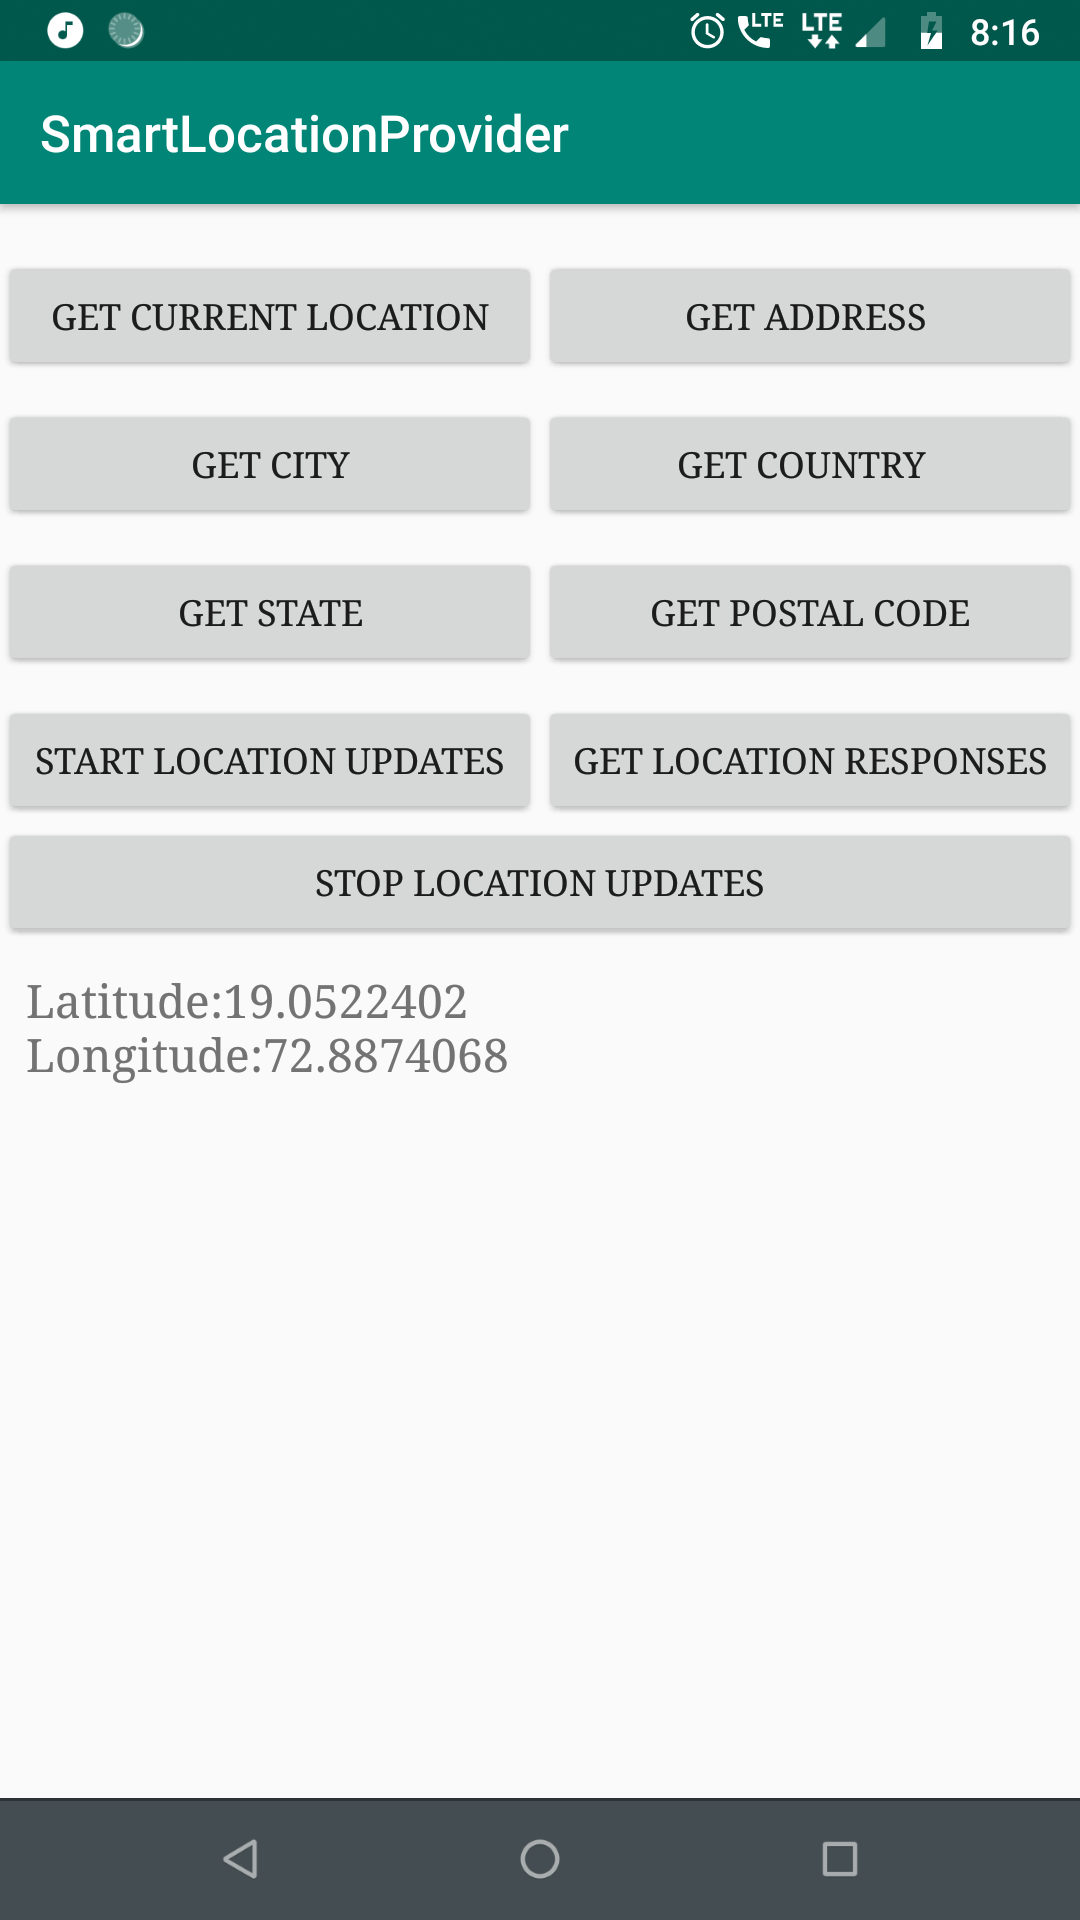 LTE LTE 8:16
SmartLocationProvider
GET CURRENT LOCATION GET ADDRESS
GET CITY GET COUNTRY
GET STATE GET POSTAL CODE
START LOCATION UPDATES GET LOCATION RESPONSES
STOP LOCATION UPDATES
Latitude:19.0522402
Longitude:72.8874068